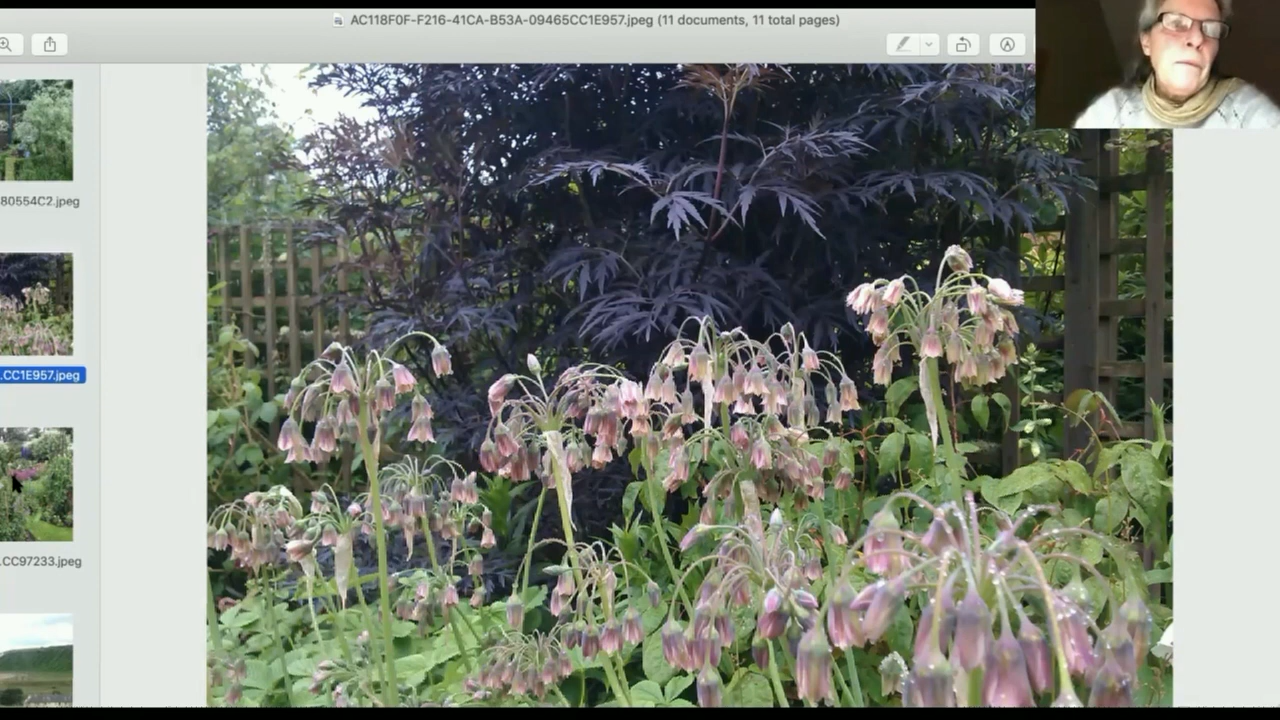 AC118F0F-F216-41CA-B53A-09465CC1E957.jpeg (11 documents, 11 total pages)
80554C2.jpeg
.CC1E957.jpeg
.CC97233.jpeg